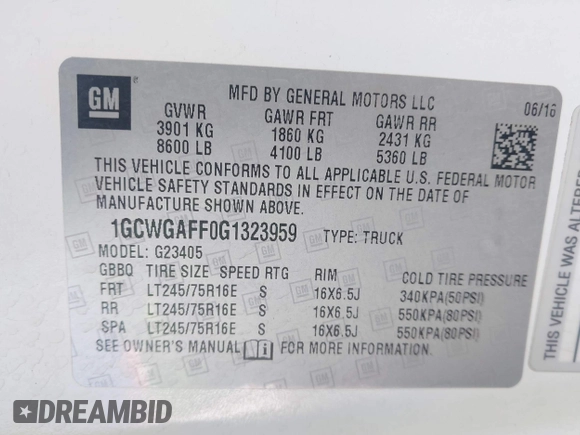 GM
MFD BY GENERAL MOTORS LLC
06/16
GVWR GAWR FRT GAWR RR
3901 KG 1860 KG 2431 KG
8600 LB 4100 LB 5360 LB
THIS VEHICLE CONFORMS TO ALL APPLICABLE U.S. FEDERAL MOTOR
VEHICLE SAFETY STANDARDS IN EFFECT ON THE DATE OF
MANUFACTURE SHOWN ABOVE.
1GCWGAFF0G1323959 TYPE: TRUCK
MODEL: G23405
GBBQ TIRE SIZE SPEED RTG RIM COLD TIRE PRESSURE
FRT LT245/75R16E S 16X6.5J 340KPA(50PSI)
RR LT245/75R16E S 16X6.5J 550KPA(80PSI)
SPA LT245/75R16E S 16X6.5J 550KPA(80PSI)
SEE OWNER'S MANUAL FOR MORE INFORMATION.
THIS VEHICLE WAS ALTERE
DREAMBID